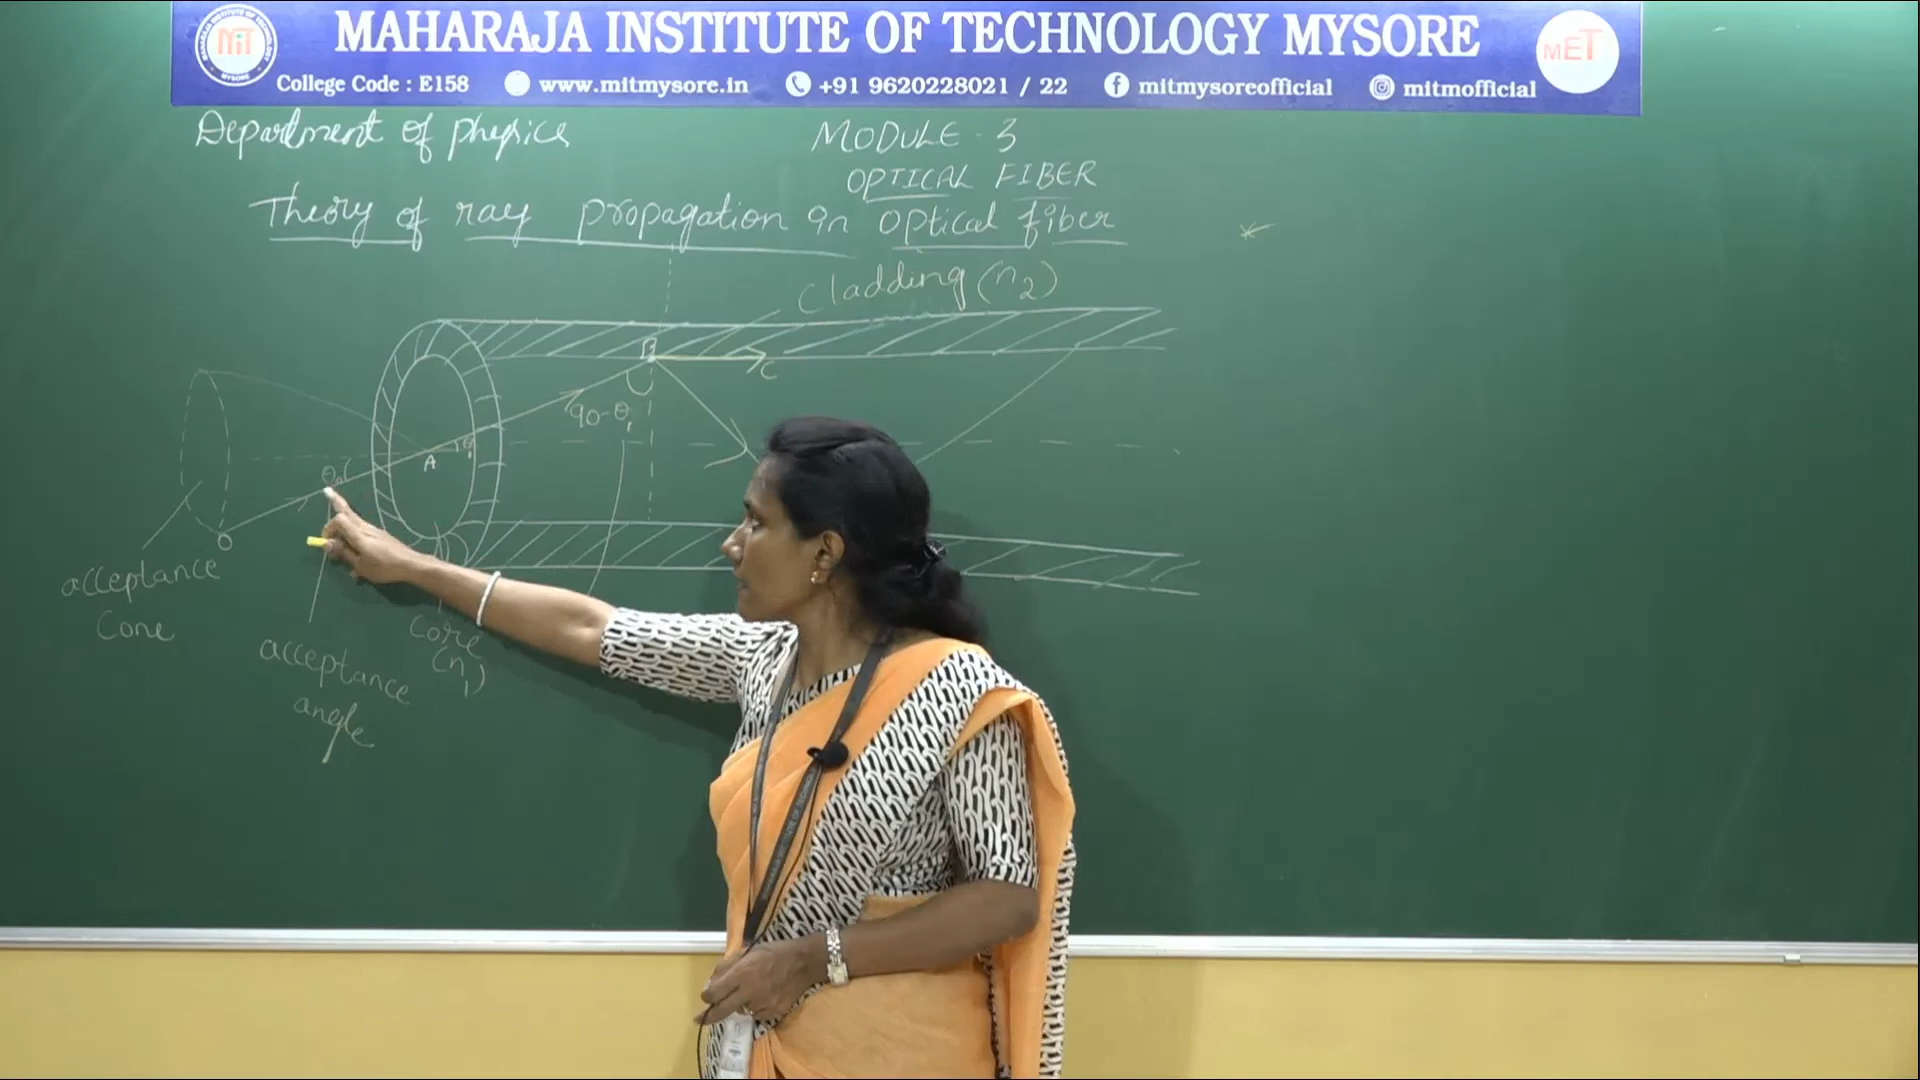 MAHARAJA INSTITUTE OF TECHNOLOGY MYSORE
MiT
MET
College Code : E158 www.mitmysore.in +91 9620228021 / 22 mitmysoreofficial mitmofficial
Department of physics
MODULE - 3
OPTICAL FIBER
Theory of ray propagation in optical fiber
cladding (n2)
B
C
90-θ1
A
θ1
θ0
O
acceptance
cone
acceptance
angle
core
(n1)